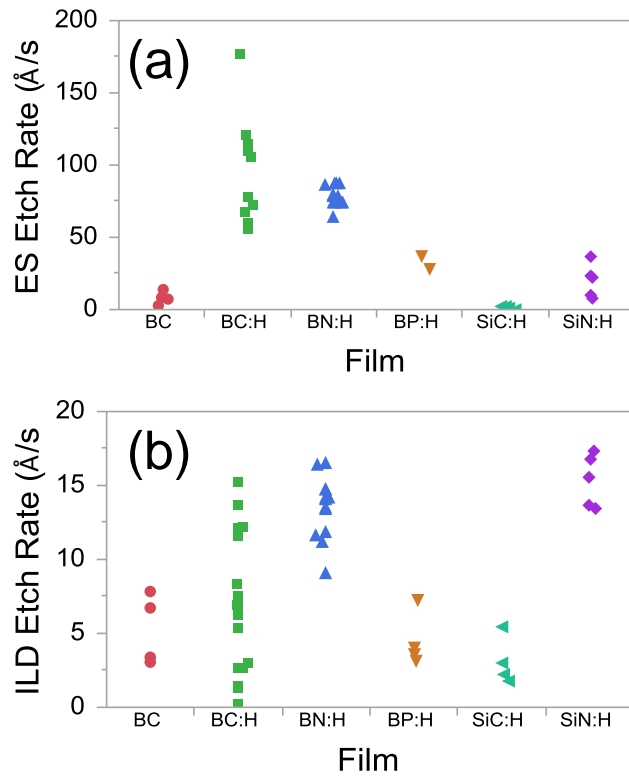 (a)
ES Etch Rate (Å/s
200
150
100
50
0
BC BC:H BN:H BP:H SiC:H SiN:H
Film
(b)
ILD Etch Rate (Å/s
20
15
10
5
0
BC BC:H BN:H BP:H SiC:H SiN:H
Film